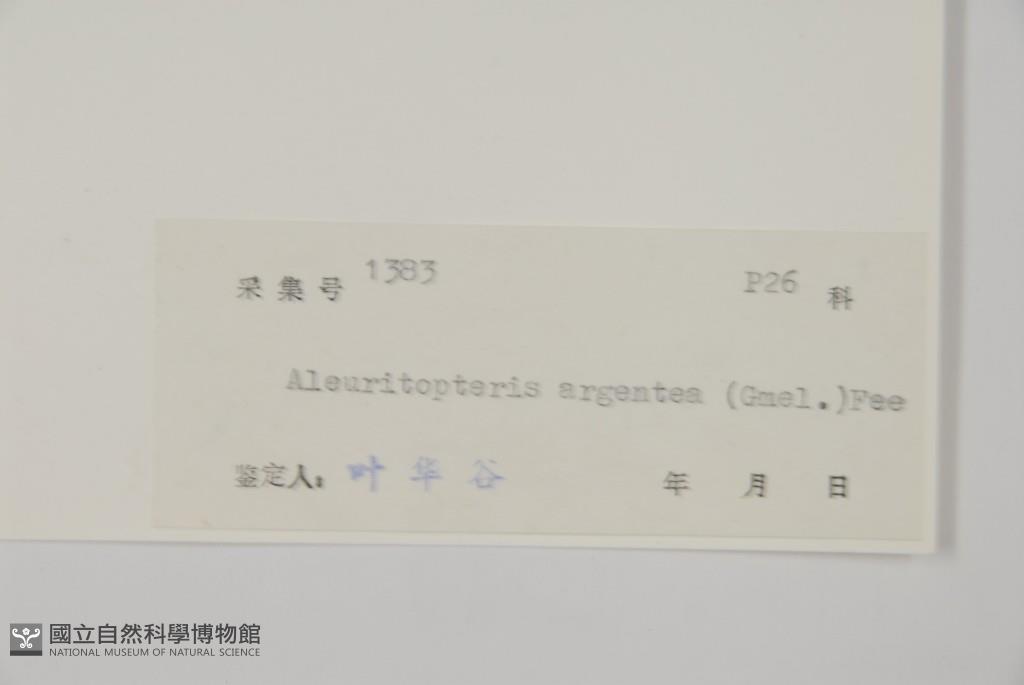 采集号 1383 P26 科
Aleuritopteris argentea (Gmel.)Fee
鉴定人: 叶华谷 年 月 日
國立自然科學博物館
NATIONAL MUSEUM OF NATURAL SCIENCE